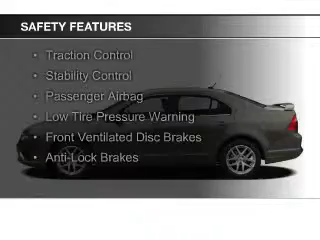 SAFETY FEATURES
• Traction Control
• Stability Control
• Passenger Airbag
• Low Tire Pressure Warning
• Front Ventilated Disc Brakes
• Anti-Lock Brakes